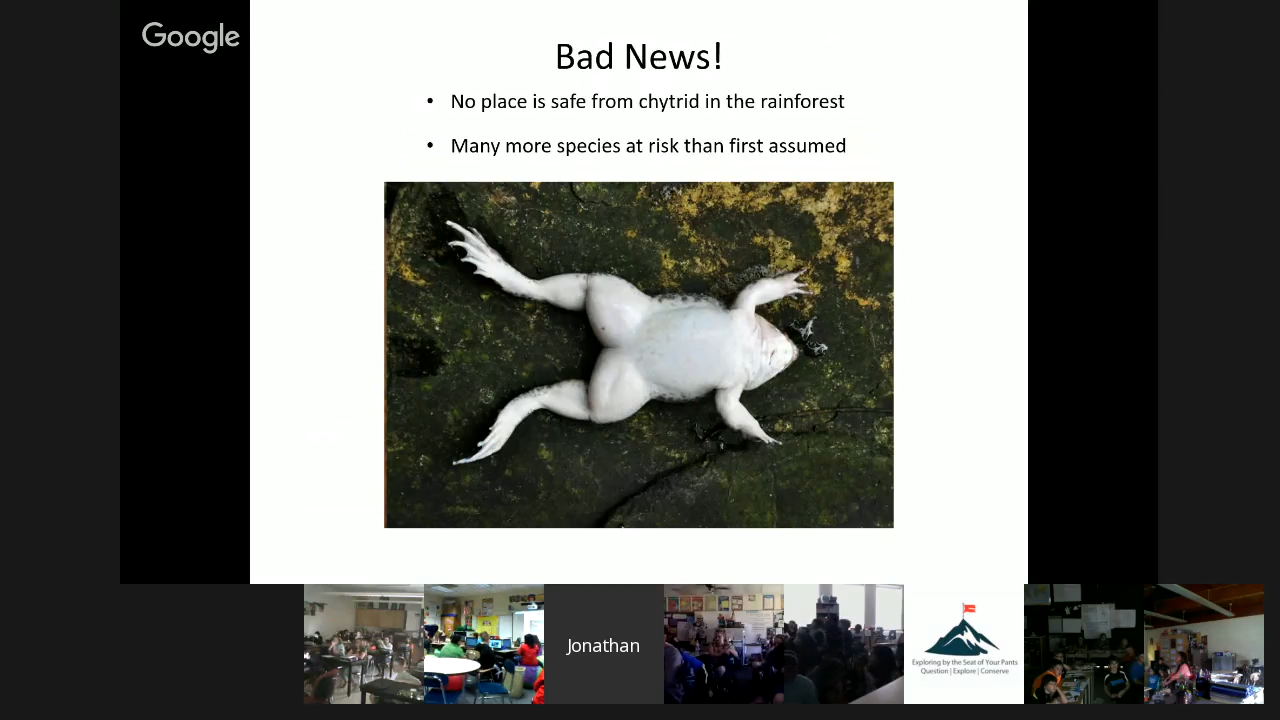 Google
Bad News!
• No place is safe from chytrid in the rainforest
• Many more species at risk than first assumed
Jonathan
Exploring by the Seat of Your Pants
Question | Explore | Conserve